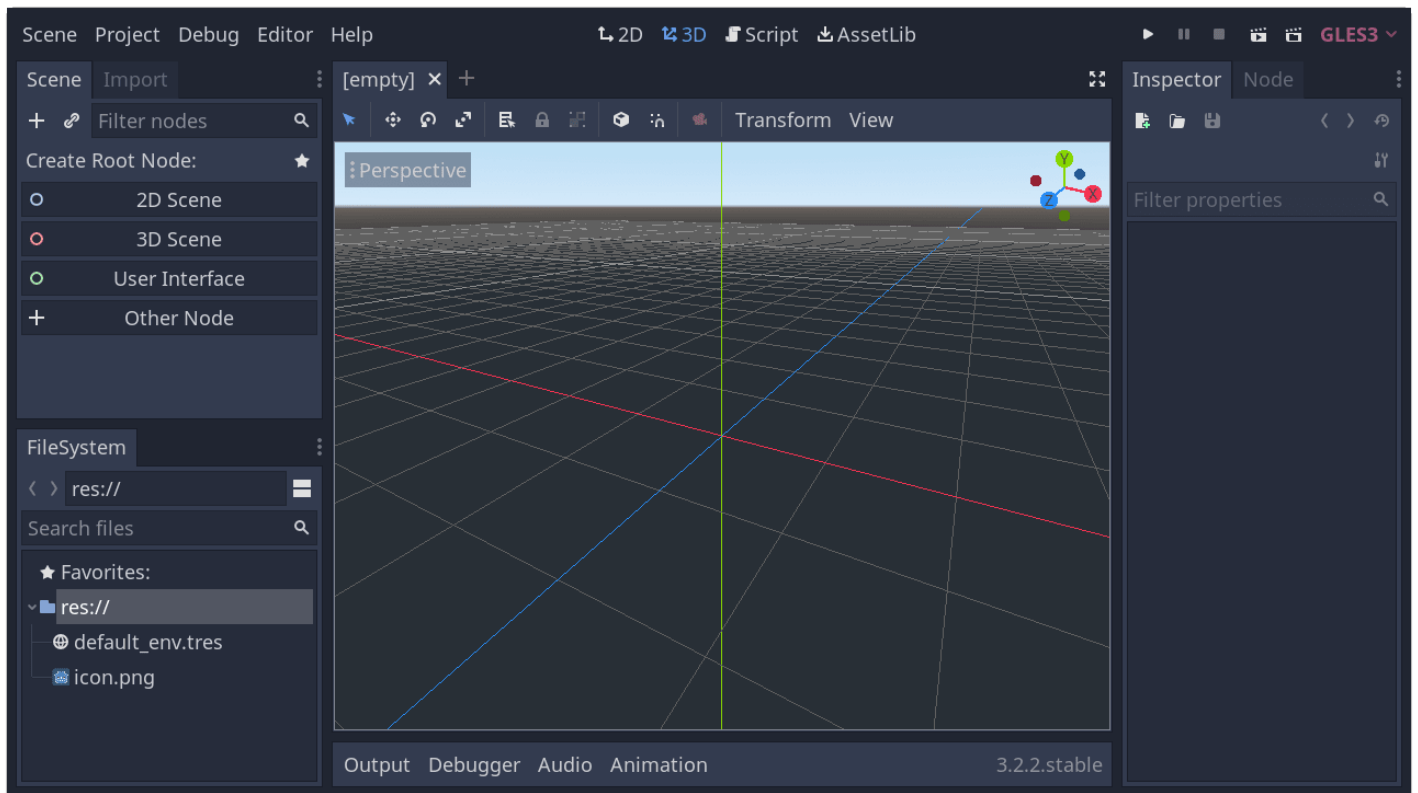 Scene Project Debug Editor Help 2D 3D Script AssetLib GLES3
Scene Import
Filter nodes
Create Root Node:
2D Scene
3D Scene
User Interface
Other Node
FileSystem
res://
Search files
Favorites:
res://
default_env.tres
icon.png
[empty]
Transform View
Perspective
Y
X
Z
Output Debugger Audio Animation 3.2.2.stable
Inspector Node
Filter properties